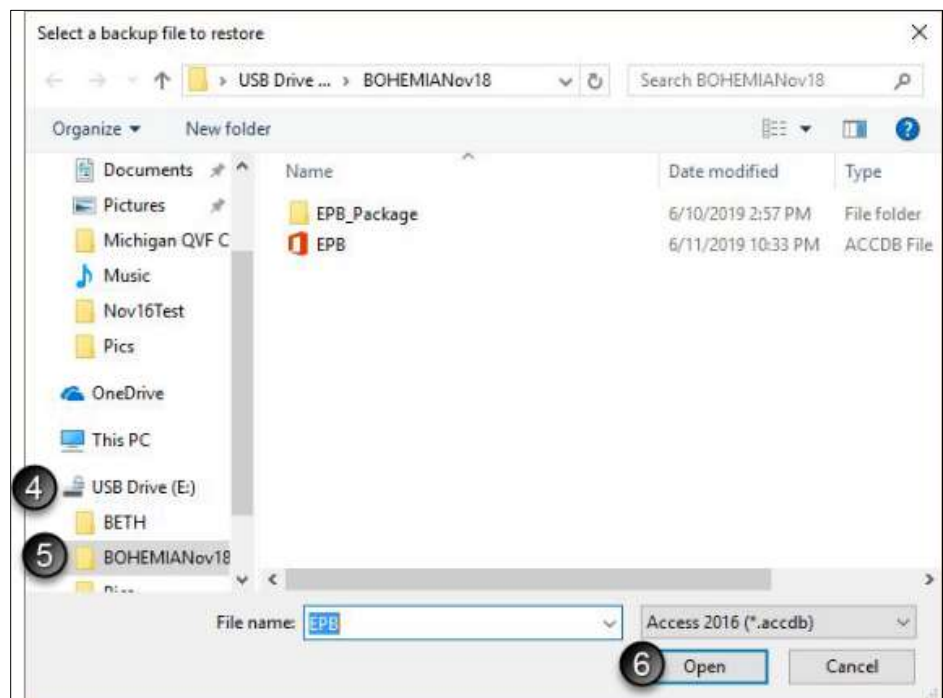 Select a backup file to restore
USB Drive ... > BOHEMIANov18
Search BOHEMIANov18
Organize
New folder
Name
Date modified
Type
Documents
Pictures
Michigan QVF C
Music
Nov16Test
Pics
OneDrive
This PC
4 USB Drive (E:)
BETH
5 BOHEMIANov18
EPB_Package 6/10/2019 2:57 PM File folder
EPB 6/11/2019 10:33 PM ACCDB File
File name: EPB
Access 2016 (*.accdb)
6 Open
Cancel